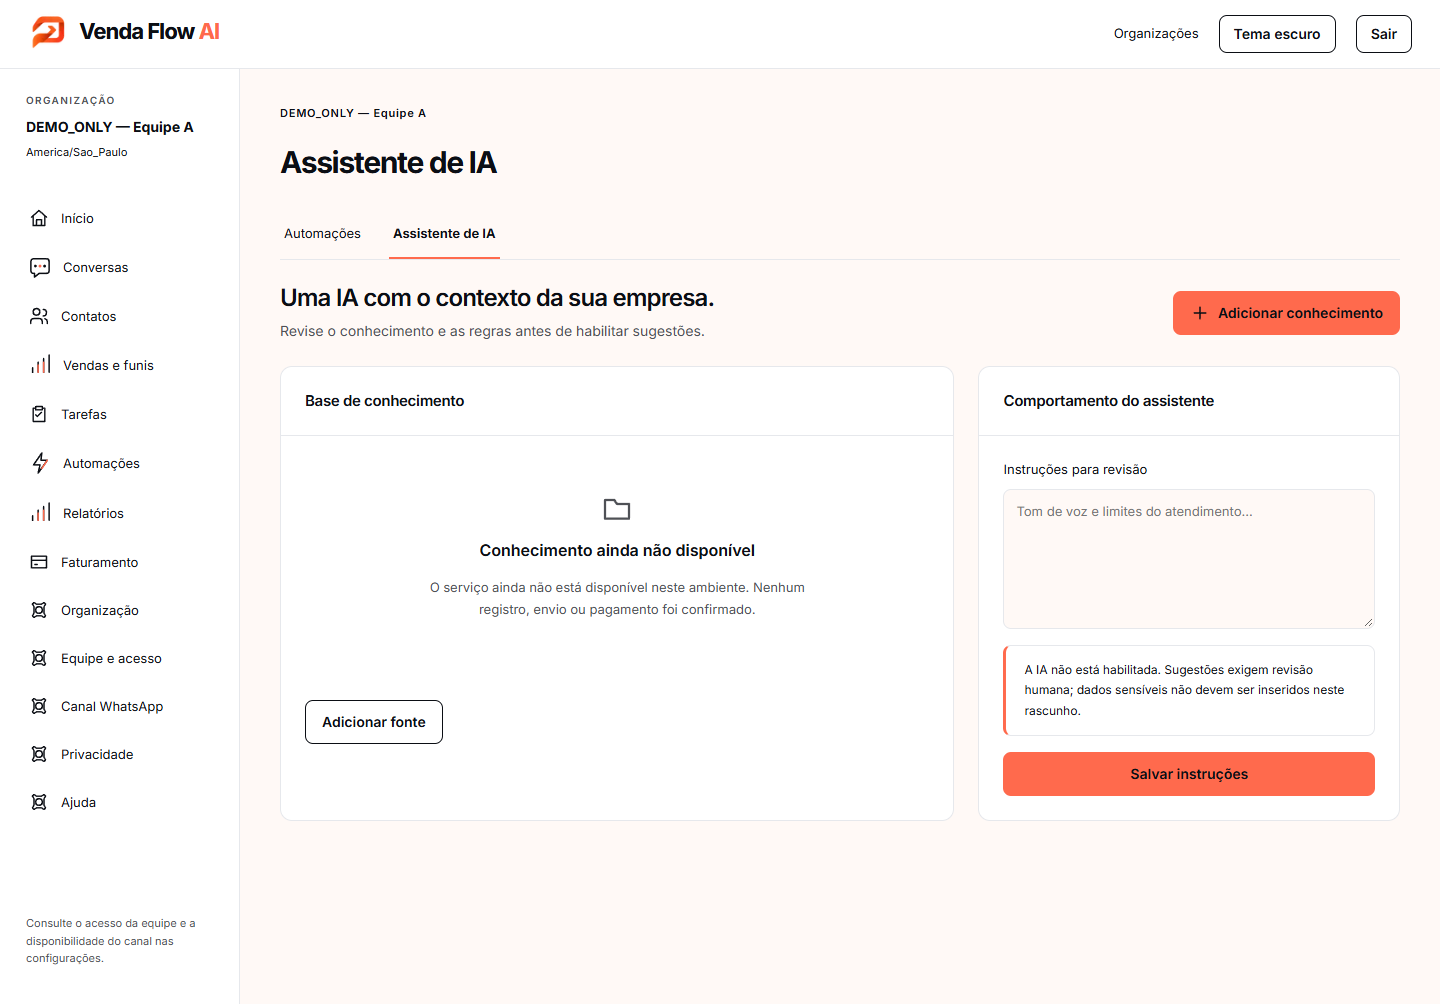 Venda Flow AI
Organizações
Tema escuro
Sair
ORGANIZAÇÃO
DEMO_ONLY — Equipe A
America/Sao_Paulo
Início
Conversas
Contatos
Vendas e funis
Tarefas
Automações
Relatórios
Faturamento
Organização
Equipe e acesso
Canal WhatsApp
Privacidade
Ajuda
Consulte o acesso da equipe e a
disponibilidade do canal nas
configurações.
DEMO_ONLY — Equipe A
Assistente de IA
Automações
Assistente de IA
Uma IA com o contexto da sua empresa.
Revise o conhecimento e as regras antes de habilitar sugestões.
Adicionar conhecimento
Base de conhecimento
Conhecimento ainda não disponível
O serviço ainda não está disponível neste ambiente. Nenhum
registro, envio ou pagamento foi confirmado.
Adicionar fonte
Comportamento do assistente
Instruções para revisão
Tom de voz e limites do atendimento...
A IA não está habilitada. Sugestões exigem revisão
humana; dados sensíveis não devem ser inseridos neste
rascunho.
Salvar instruções